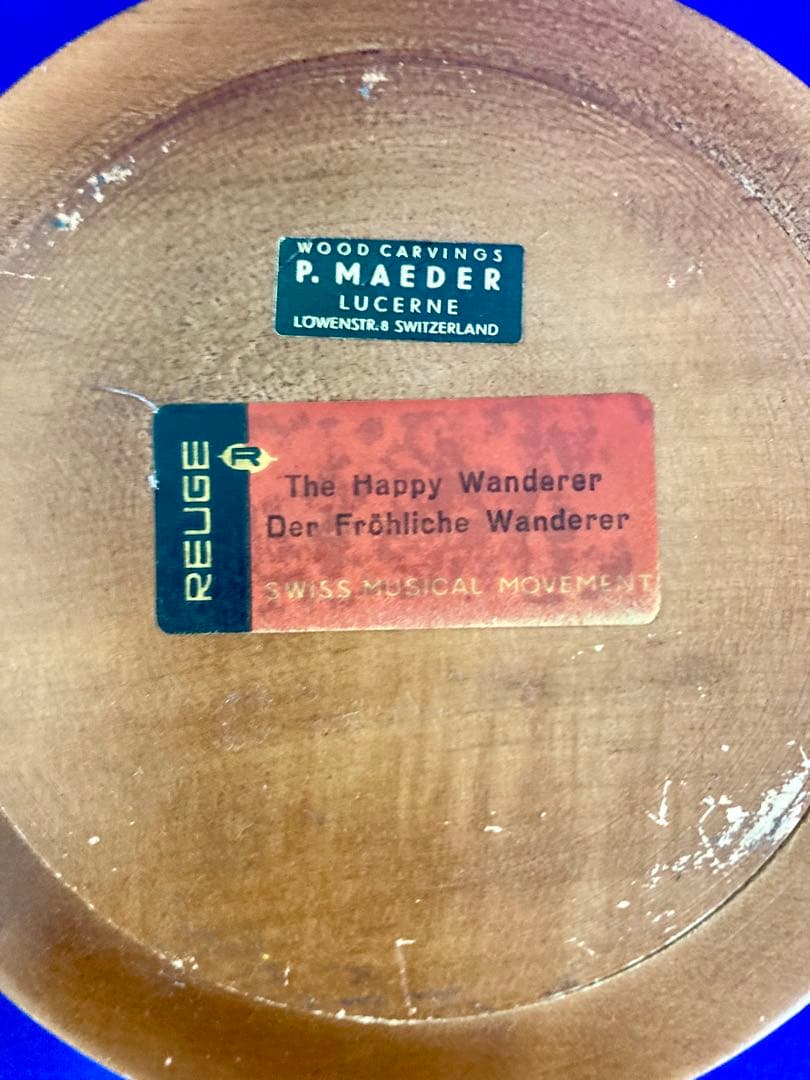 WOOD CARVINGS
P. MAEDER
LUCERNE
LÖWENSTR. 8 SWITZERLAND
REUGE
R
The Happy Wanderer
Der Fröhliche Wanderer
SWISS MUSICAL MOVEMENT